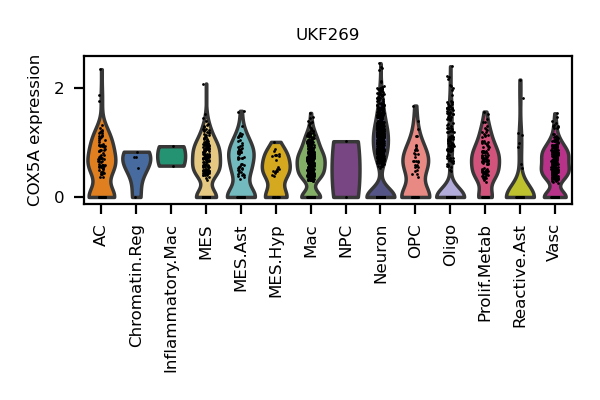 UKF269
COX5A expression
2
0
AC
Chromatin.Reg
Inflammatory.Mac
MES
MES.Ast
MES.Hyp
Mac
NPC
Neuron
OPC
Oligo
Prolif.Metab
Reactive.Ast
Vasc